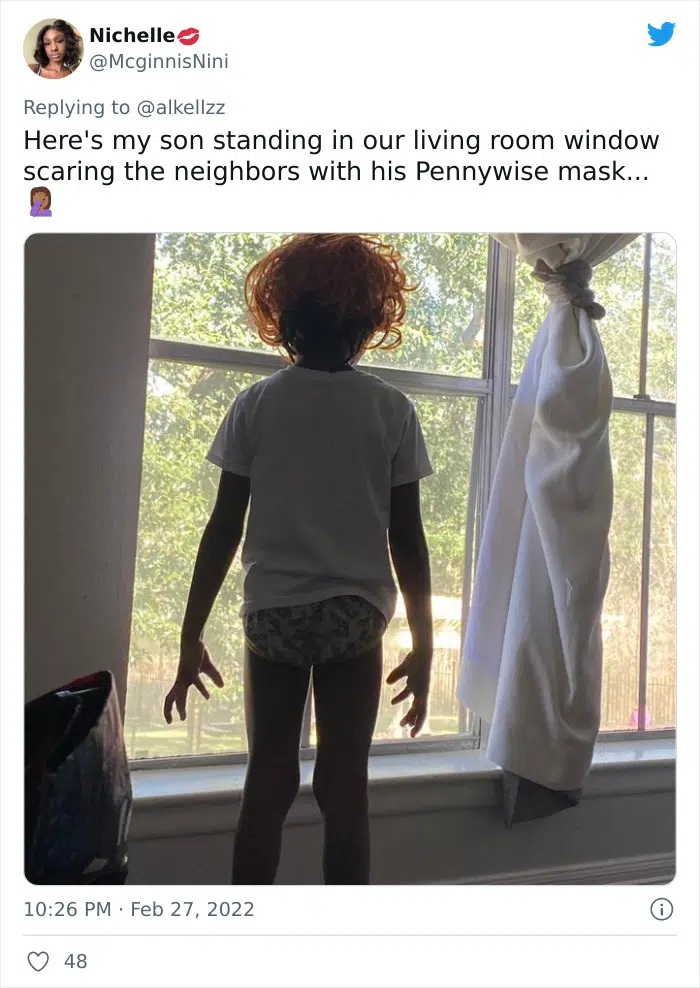 Nichelle💋
@McginnisNini
Replying to @alkellzz
Here's my son standing in our living room window
scaring the neighbors with his Pennywise mask...
🤦🏾‍♀️
10:26 PM · Feb 27, 2022
48